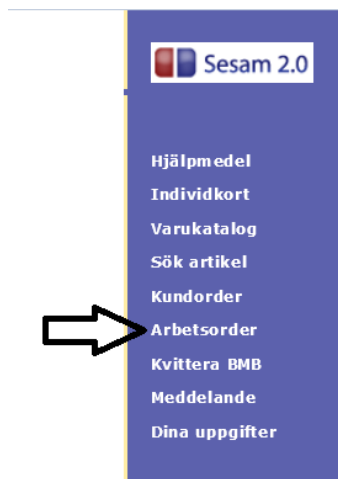 Sesam 2.0
Hjälpmedel
Individkort
Varukatalog
Sök artikel
Kundorder
Arbetsorder
Kvittera BMB
Meddelande
Dina uppgifter